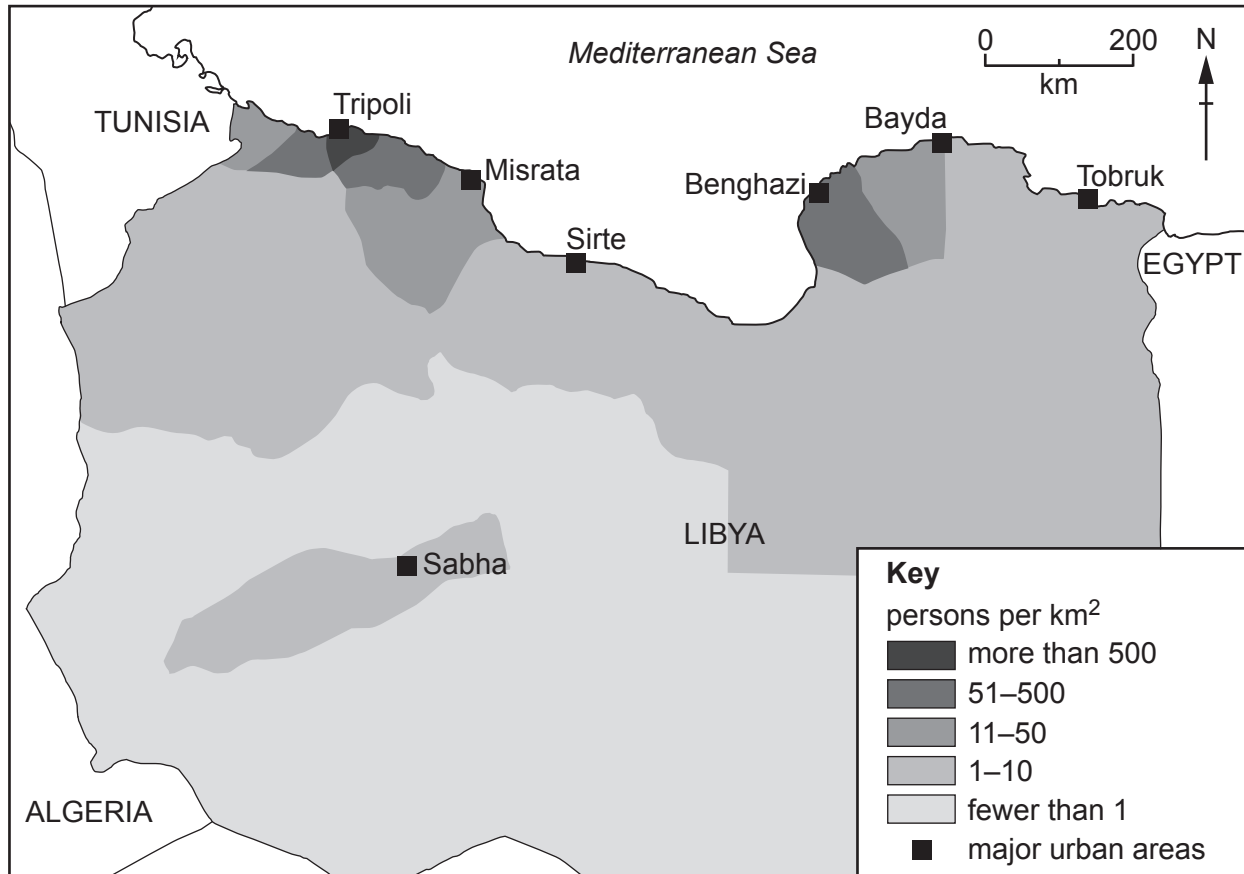 Mediterranean Sea
0 200
km
N
TUNISIA
Tripoli
Misrata
Sirte
Benghazi
Bayda
Tobruk
EGYPT
LIBYA
Sabha
ALGERIA
Key
persons per km²
more than 500
51–500
11–50
1–10
fewer than 1
major urban areas